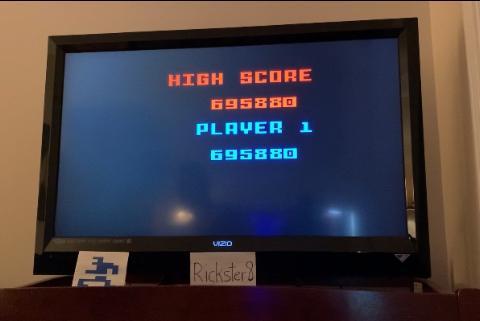 HIGH SCORE
695880
PLAYER 1
695880
VIZIO
Rickster8